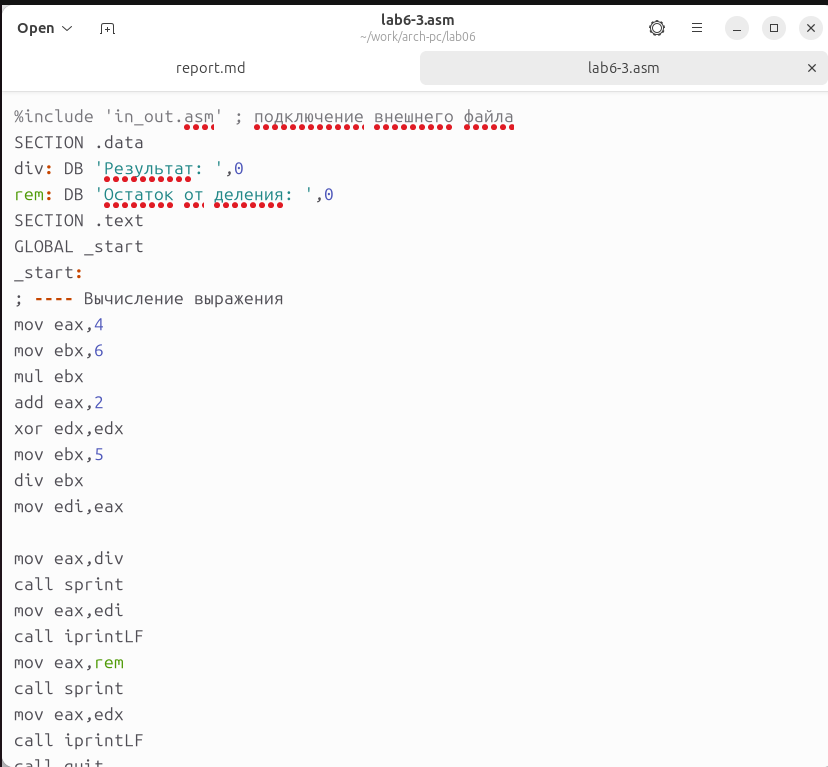 Open
lab6-3.asm
~/work/arch-pc/lab06
report.md
lab6-3.asm
%include 'in_out.asm' ; подключение внешнего файла
SECTION .data
div: DB 'Результат: ',0
rem: DB 'Остаток от деления: ',0
SECTION .text
GLOBAL _start
_start:
; ---- Вычисление выражения
mov eax,4
mov ebx,6
mul ebx
add eax,2
xor edx,edx
mov ebx,5
div ebx
mov edi,eax
mov eax,div
call sprint
mov eax,edi
call iprintLF
mov eax,rem
call sprint
mov eax,edx
call iprintLF
call quit